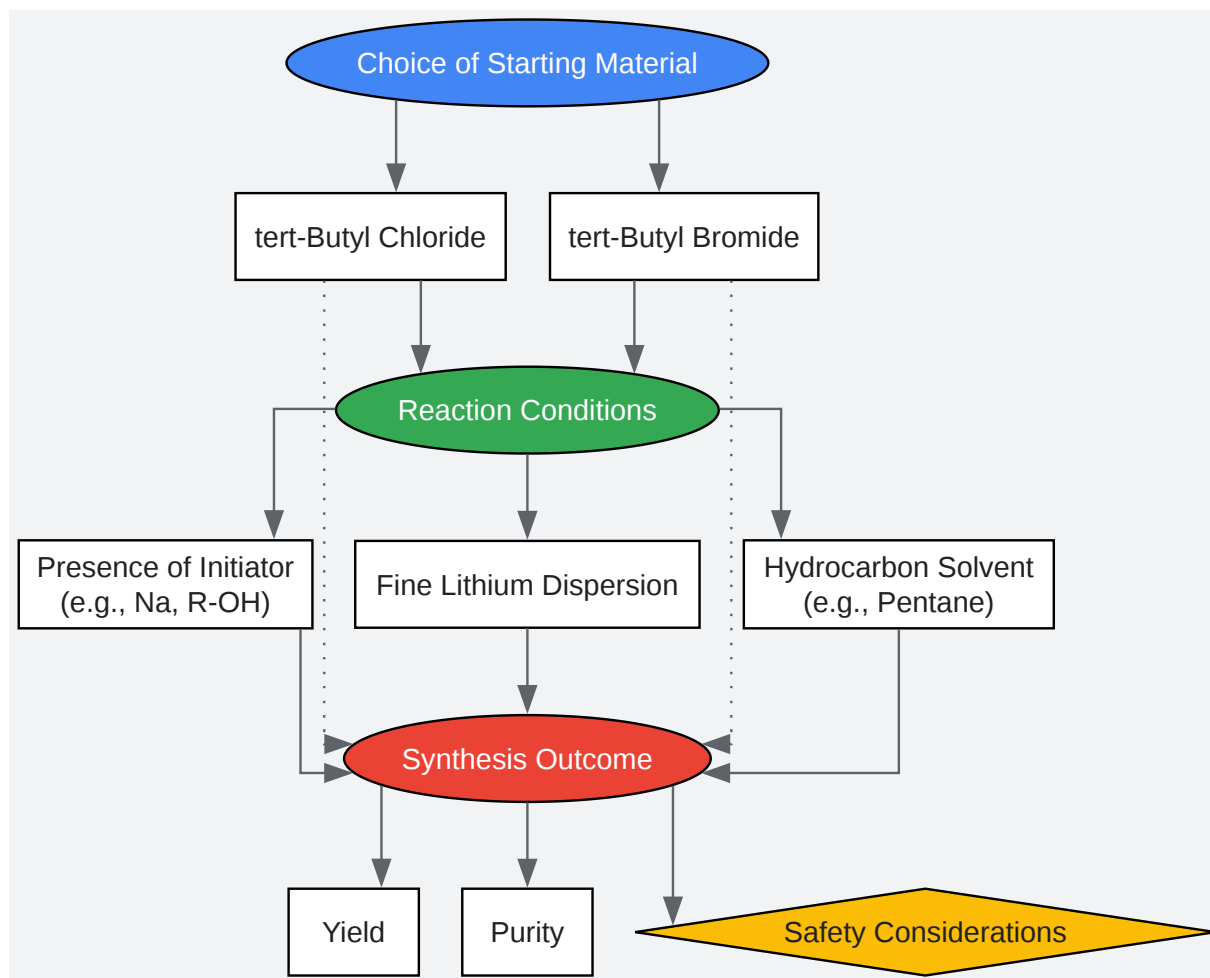 Choice of Starting Material
tert-Butyl Chloride
tert-Butyl Bromide
Reaction Conditions
Presence of Initiator
(e.g., Na, R-OH)
Fine Lithium Dispersion
Hydrocarbon Solvent
(e.g., Pentane)
Synthesis Outcome
Yield
Purity
Safety Considerations